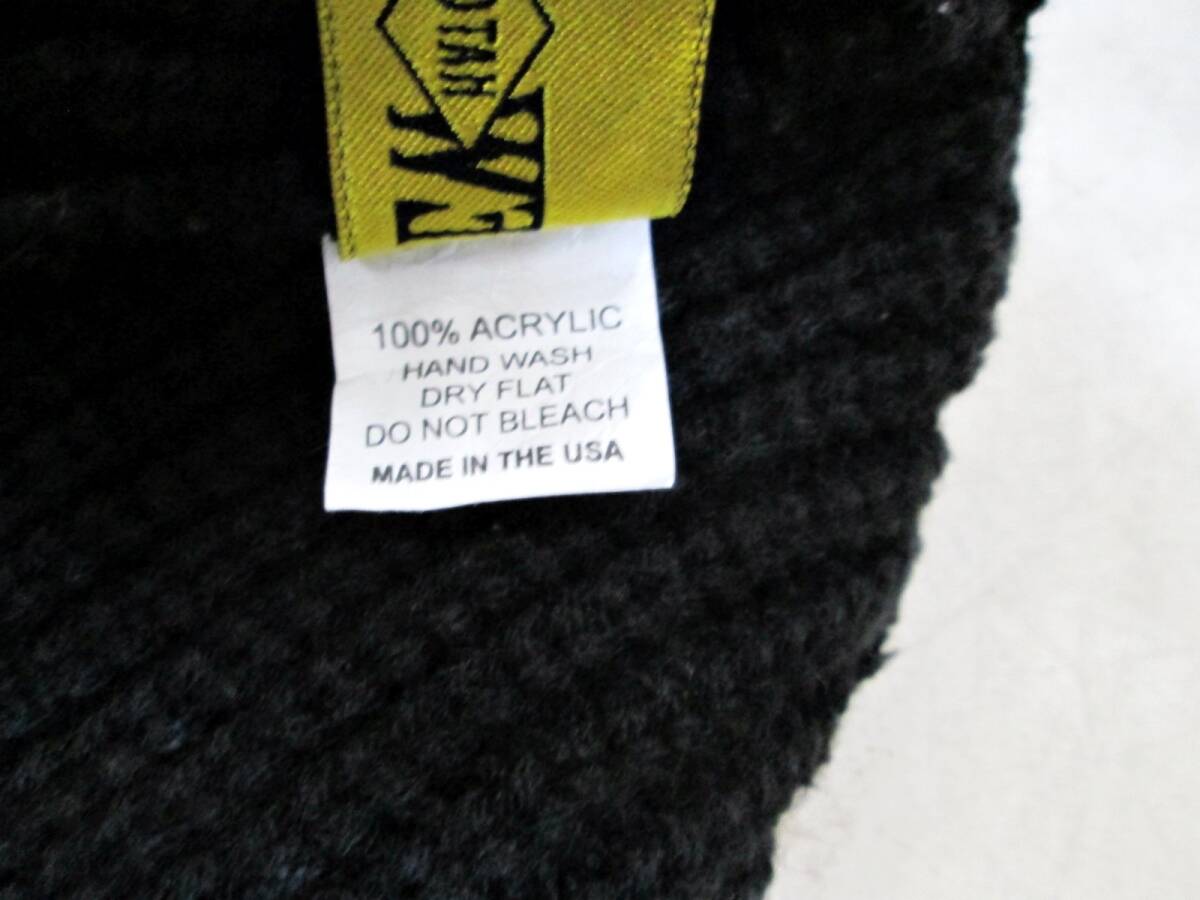 100% ACRYLIC
HAND WASH
DRY FLAT
DO NOT BLEACH
MADE IN THE USA